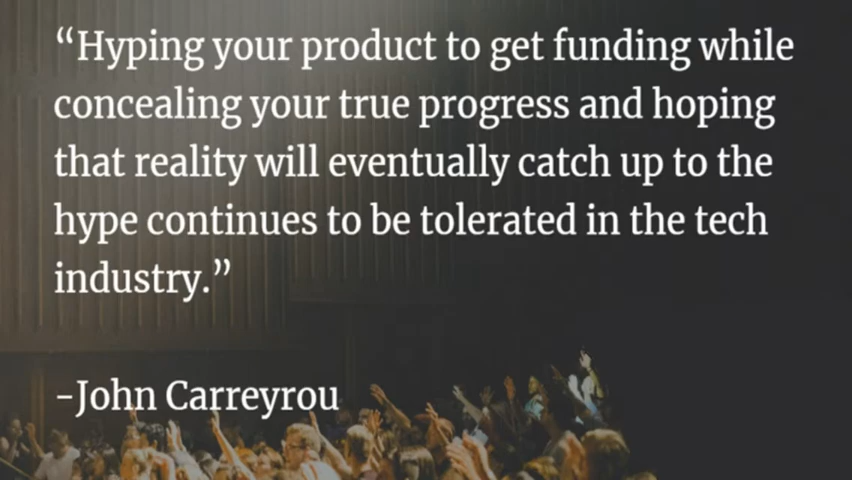 “Hyping your product to get funding while
concealing your true progress and hoping
that reality will eventually catch up to the
hype continues to be tolerated in the tech
industry.”
-John Carreyrou